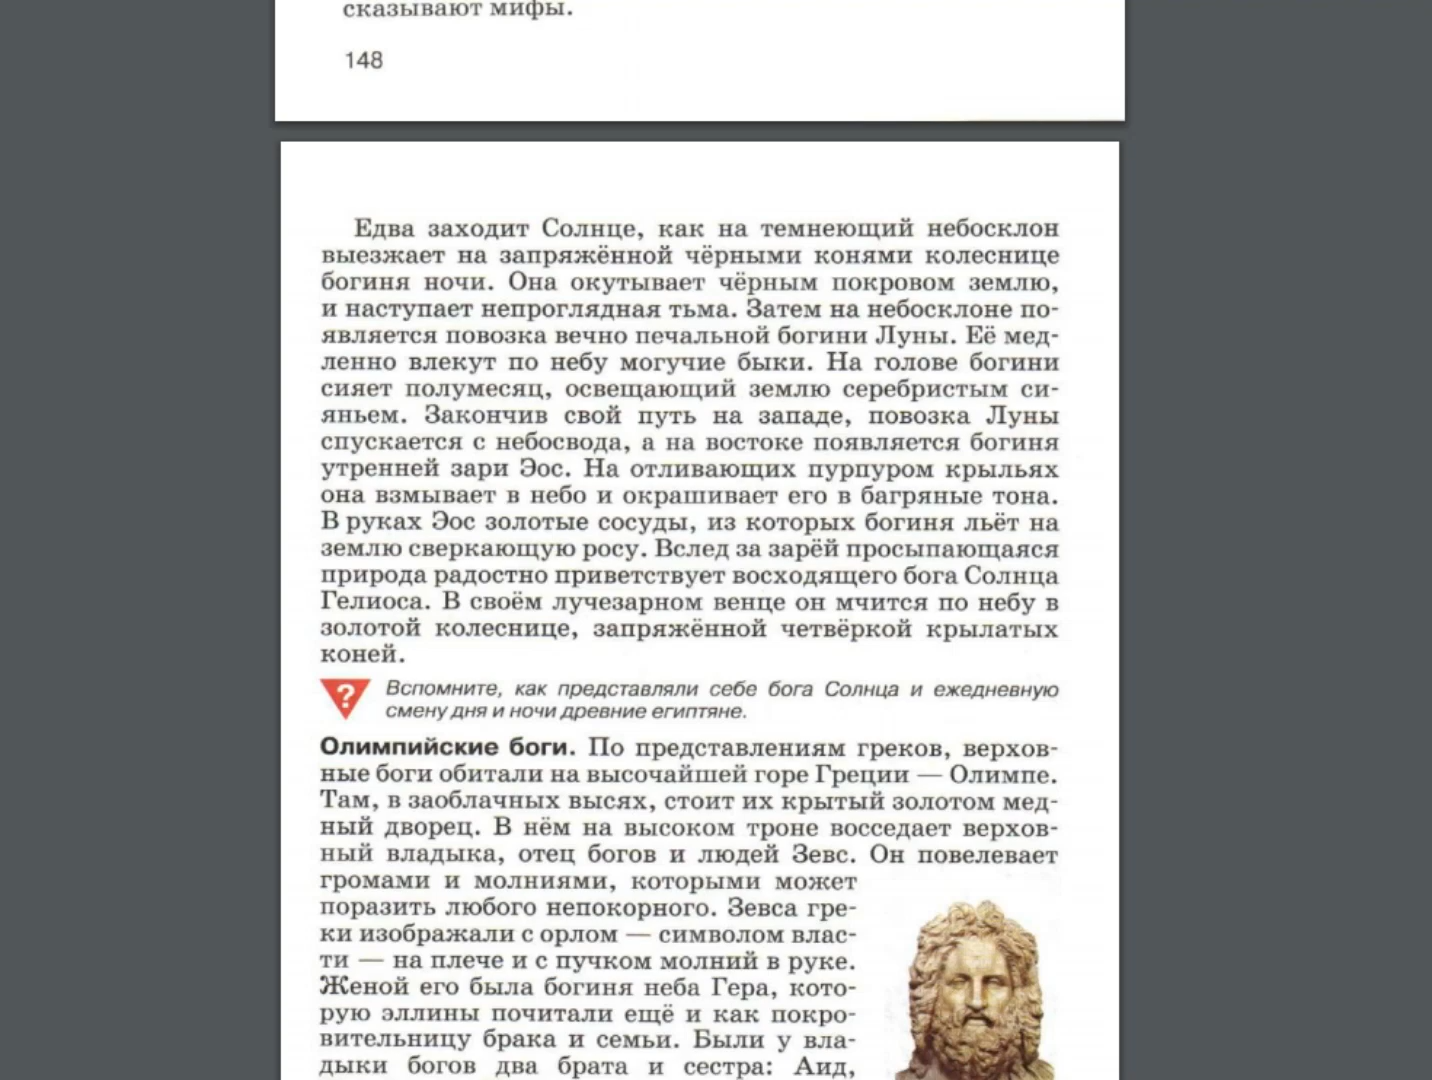 сказывают мифы.
148
Едва заходит Солнце, как на темнеющий небосклон
выезжает на запряжённой чёрными конями колеснице
богиня ночи. Она окутывает чёрным покровом землю,
и наступает непроглядная тьма. Затем на небосклоне по-
является повозка вечно печальной богини Луны. Её мед-
ленно влекут по небу могучие быки. На голове богини
сияет полумесяц, освещающий землю серебристым си-
яньем. Закончив свой путь на западе, повозка Луны
спускается с небосвода, а на востоке появляется богиня
утренней зари Эос. На отливающих пурпуром крыльях
она взмывает в небо и окрашивает его в багряные тона.
В руках Эос золотые сосуды, из которых богиня льёт на
землю сверкающую росу. Вслед за зарёй просыпающаяся
природа радостно приветствует восходящего бога Солнца
Гелиоса. В своём лучезарном венце он мчится по небу в
золотой колеснице, запряжённой четвёркой крылатых
коней.
? Вспомните, как представляли себе бога Солнца и ежедневную
смену дня и ночи древние египтяне.
Олимпийские боги. По представлениям греков, верхов-
ные боги обитали на высочайшей горе Греции — Олимпе.
Там, в заоблачных высях, стоит их крытый золотом мед-
ный дворец. В нём на высоком троне восседает верхов-
ный владыка, отец богов и людей Зевс. Он повелевает
громами и молниями, которыми может
поразить любого непокорного. Зевса гре-
ки изображали с орлом — символом влас-
ти — на плече и с пучком молний в руке.
Женой его была богиня неба Гера, кото-
рую эллины почитали ещё и как покро-
вительницу брака и семьи. Были у вла-
дыки богов два брата и сестра: Аид,